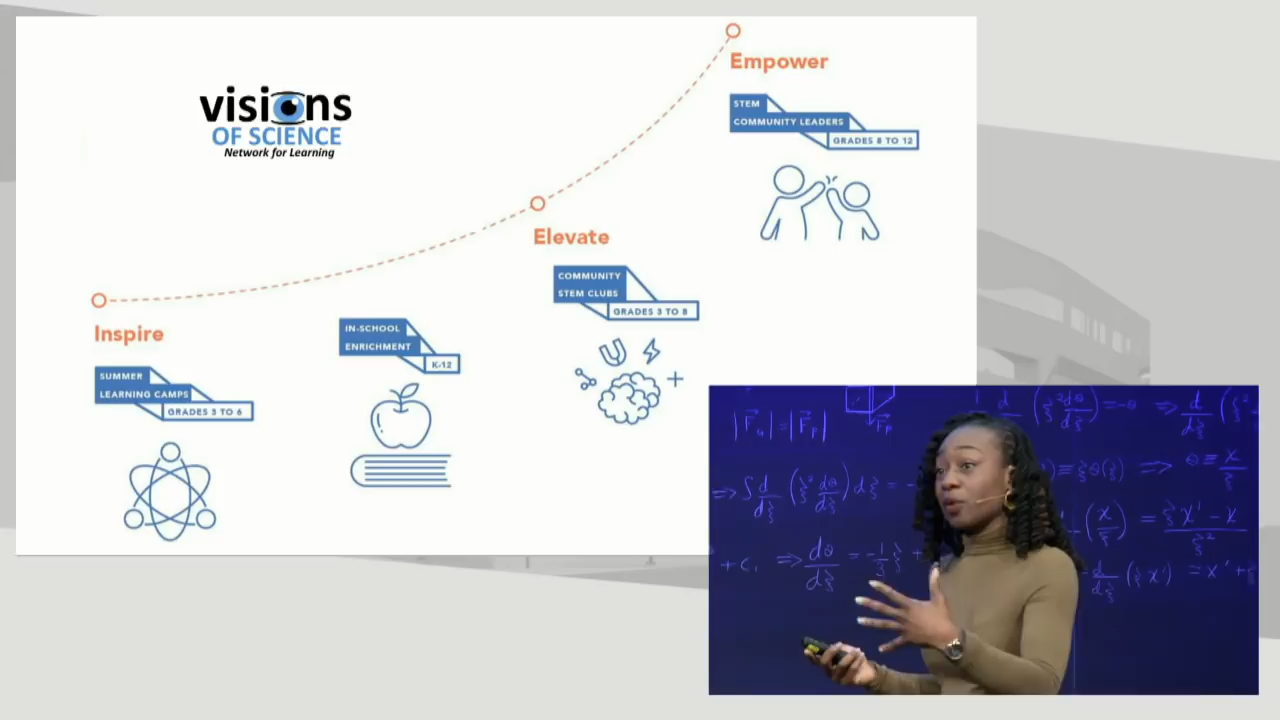 visions
OF SCIENCE
Network for Learning
Empower
STEM
COMMUNITY LEADERS
GRADES 8 TO 12
Elevate
COMMUNITY
STEM CLUBS
GRADES 3 TO 8
Inspire
SUMMER
LEARNING CAMPS
GRADES 3 TO 6
IN-SCHOOL
ENRICHMENT
K-12